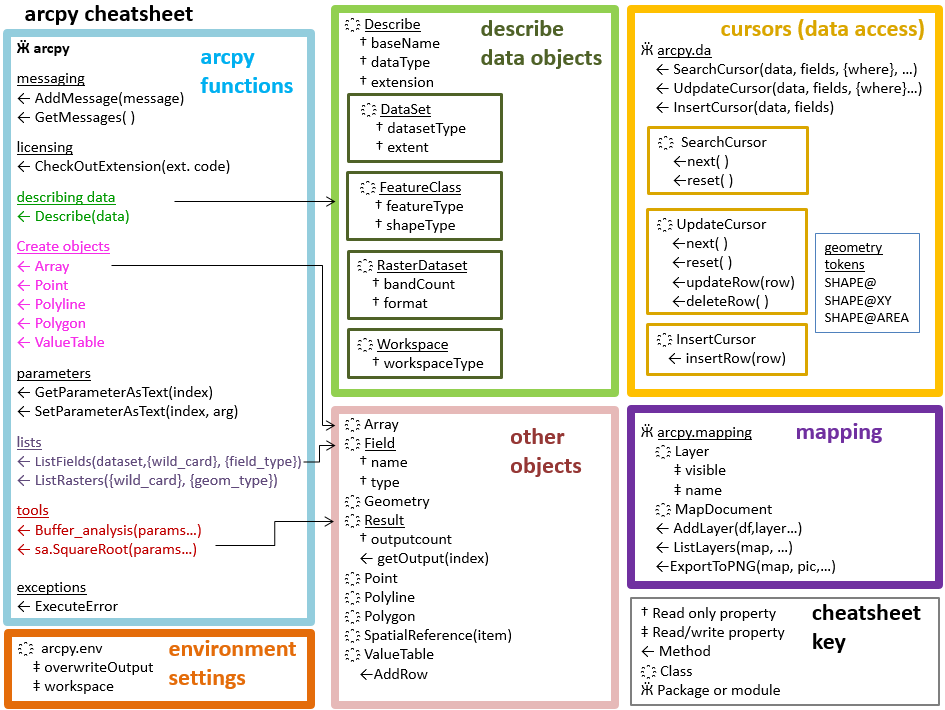 arcpy cheatsheet
Ӝ arcpy
arcpy
functions
messaging
← AddMessage(message)
← GetMessages( )
licensing
← CheckOutExtension(ext. code)
describing data
← Describe(data)
Create objects
← Array
← Point
← Polyline
← Polygon
← ValueTable
parameters
← GetParameterAsText(index)
← SetParameterAsText(index, arg)
lists
← ListFields(dataset,{wild_card}, {field_type})
← ListRasters({wild_card}, {geom_type})
tools
← Buffer_analysis(params…)
← sa.SquareRoot(params…)
exceptions
← ExecuteError
arcpy.env
‡ overwriteOutput
‡ workspace
environment
settings
Describe
† baseName
† dataType
† extension
describe
data objects
DataSet
† datasetType
† extent
FeatureClass
† featureType
† shapeType
RasterDataset
† bandCount
† format
Workspace
† workspaceType
other
objects
Array
Field
† name
† type
Geometry
Result
† outputcount
← getOutput(index)
Point
Polyline
Polygon
SpatialReference(item)
ValueTable
←AddRow
cursors (data access)
Ӝ arcpy.da
← SearchCursor(data, fields, {where}, …)
← UdpdateCursor(data, fields, {where}…)
← InsertCursor(data, fields)
SearchCursor
←next( )
←reset( )
UpdateCursor
←next( )
←reset( )
←updateRow(row)
←deleteRow( )
InsertCursor
← insertRow(row)
geometry
tokens
SHAPE@
SHAPE@XY
SHAPE@AREA
mapping
Ӝ arcpy.mapping
Layer
‡ visible
‡ name
MapDocument
← AddLayer(df,layer…)
← ListLayers(map, …)
←ExportToPNG(map, pic,…)
cheatsheet
key
† Read only property
‡ Read/write property
← Method
Class
Ӝ Package or module